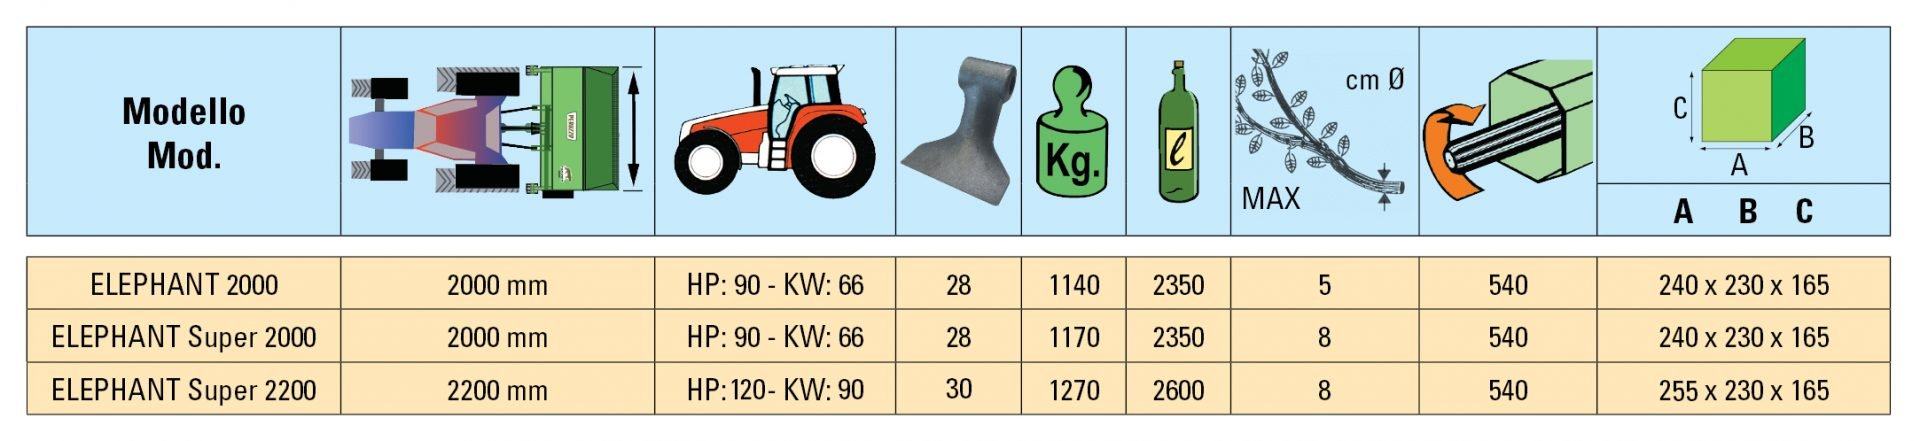 Modello
Mod.
PERUZZO
Kg.
l
cm Ø
MAX
C
B
A
A B C
ELEPHANT 2000 2000 mm HP: 90 - KW: 66 28 1140 2350 5 540 240 x 230 x 165
ELEPHANT Super 2000 2000 mm HP: 90 - KW: 66 28 1170 2350 8 540 240 x 230 x 165
ELEPHANT Super 2200 2200 mm HP: 120- KW: 90 30 1270 2600 8 540 255 x 230 x 165